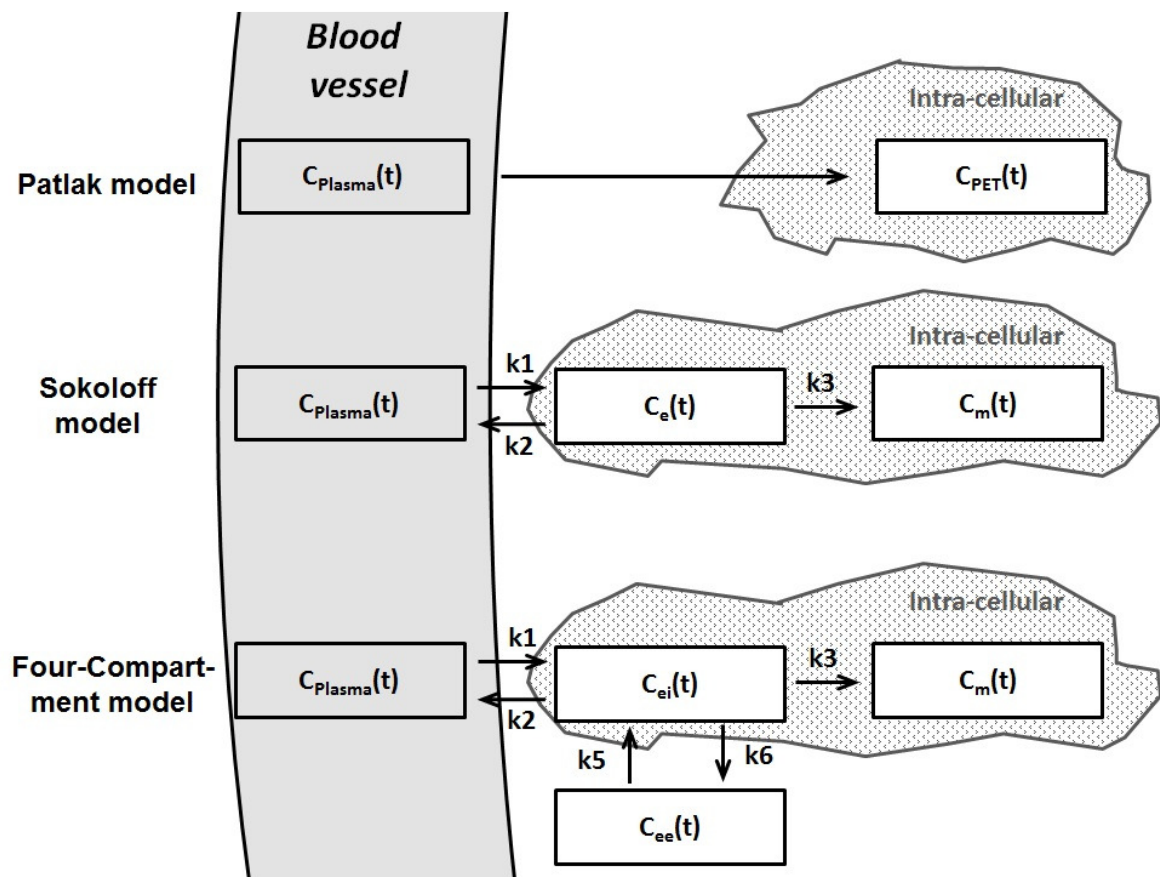 Blood
vessel
Intra-cellular
Patlak model
C_Plasma(t)
C_PET(t)
Intra-cellular
Sokoloff
model
C_Plasma(t)
k1
k2
C_e(t)
k3
C_m(t)
Intra-cellular
Four-Compart-
ment model
C_Plasma(t)
k1
k2
C_ei(t)
k3
C_m(t)
k5
k6
C_ee(t)